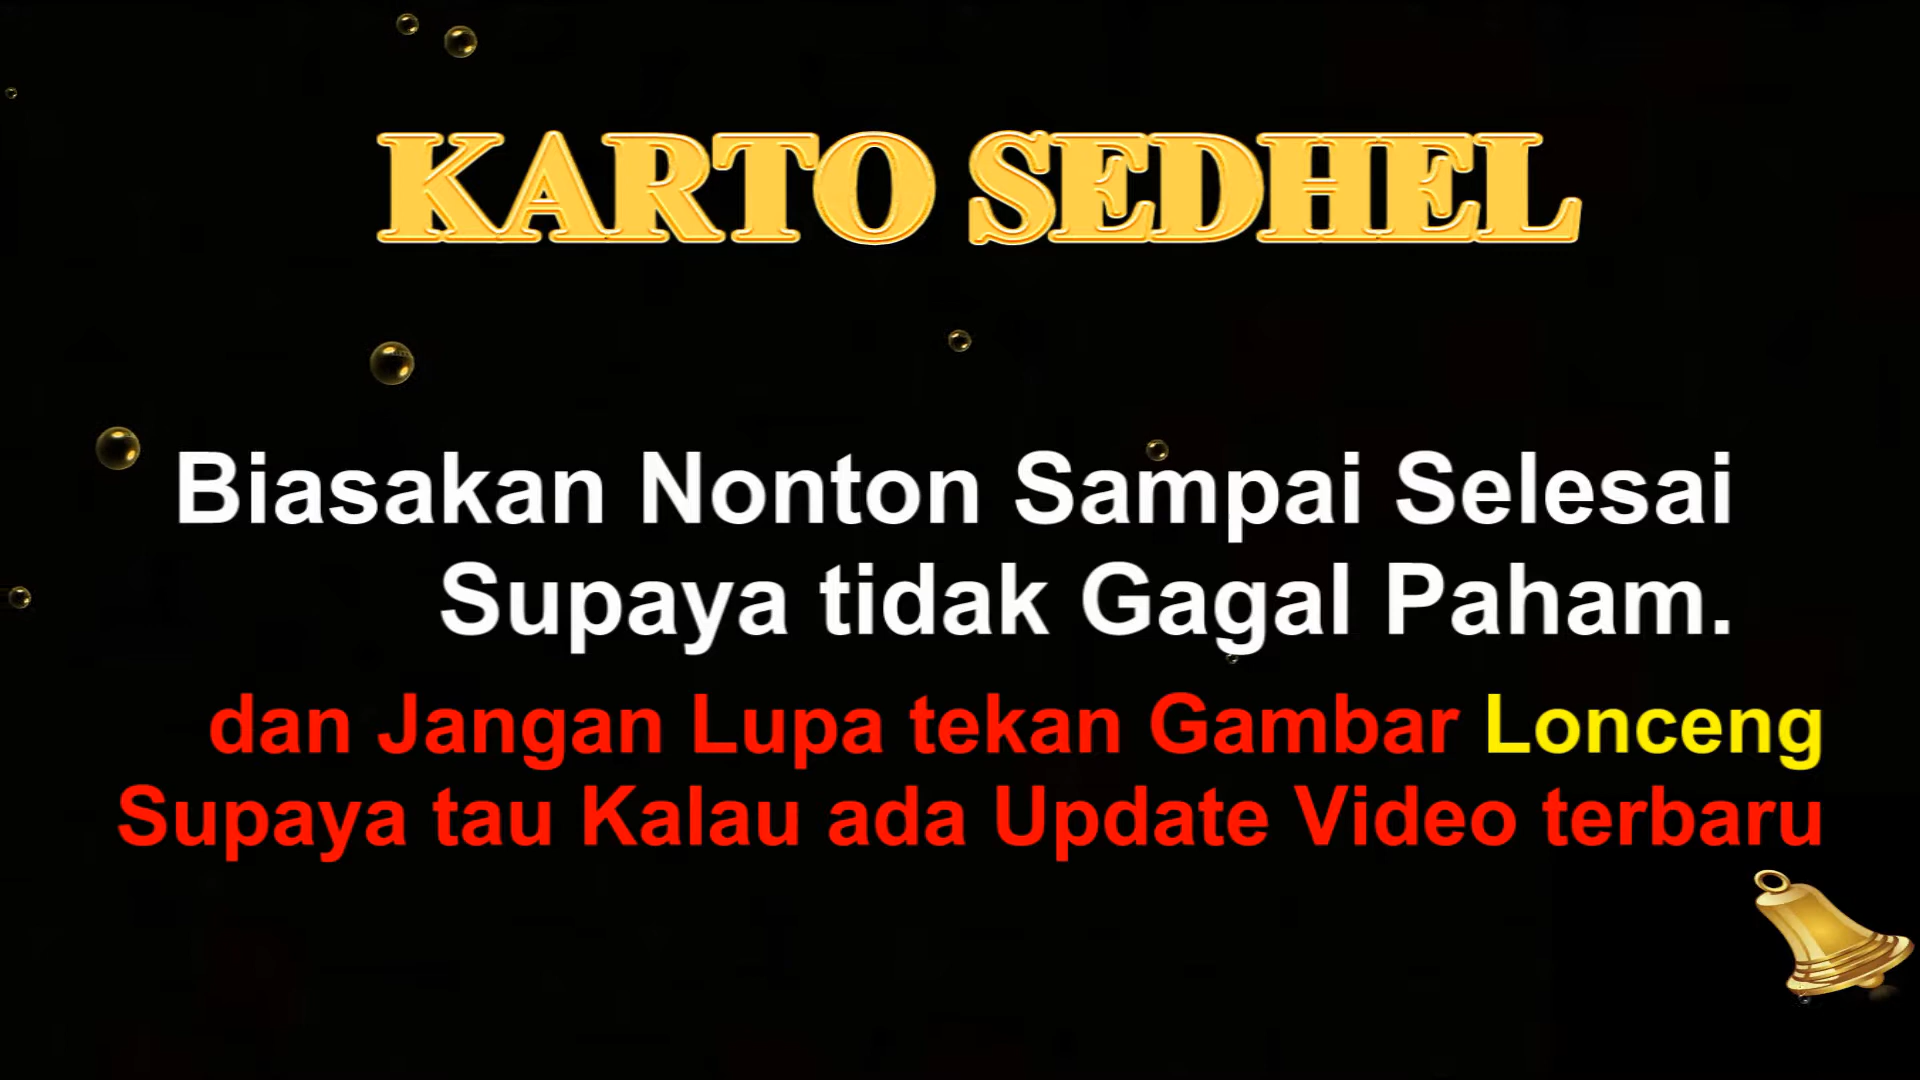 KARTO SEDHEL
Biasakan Nonton Sampai Selesai
Supaya tidak Gagal Paham.
dan Jangan Lupa tekan Gambar Lonceng
Supaya tau Kalau ada Update Video terbaru